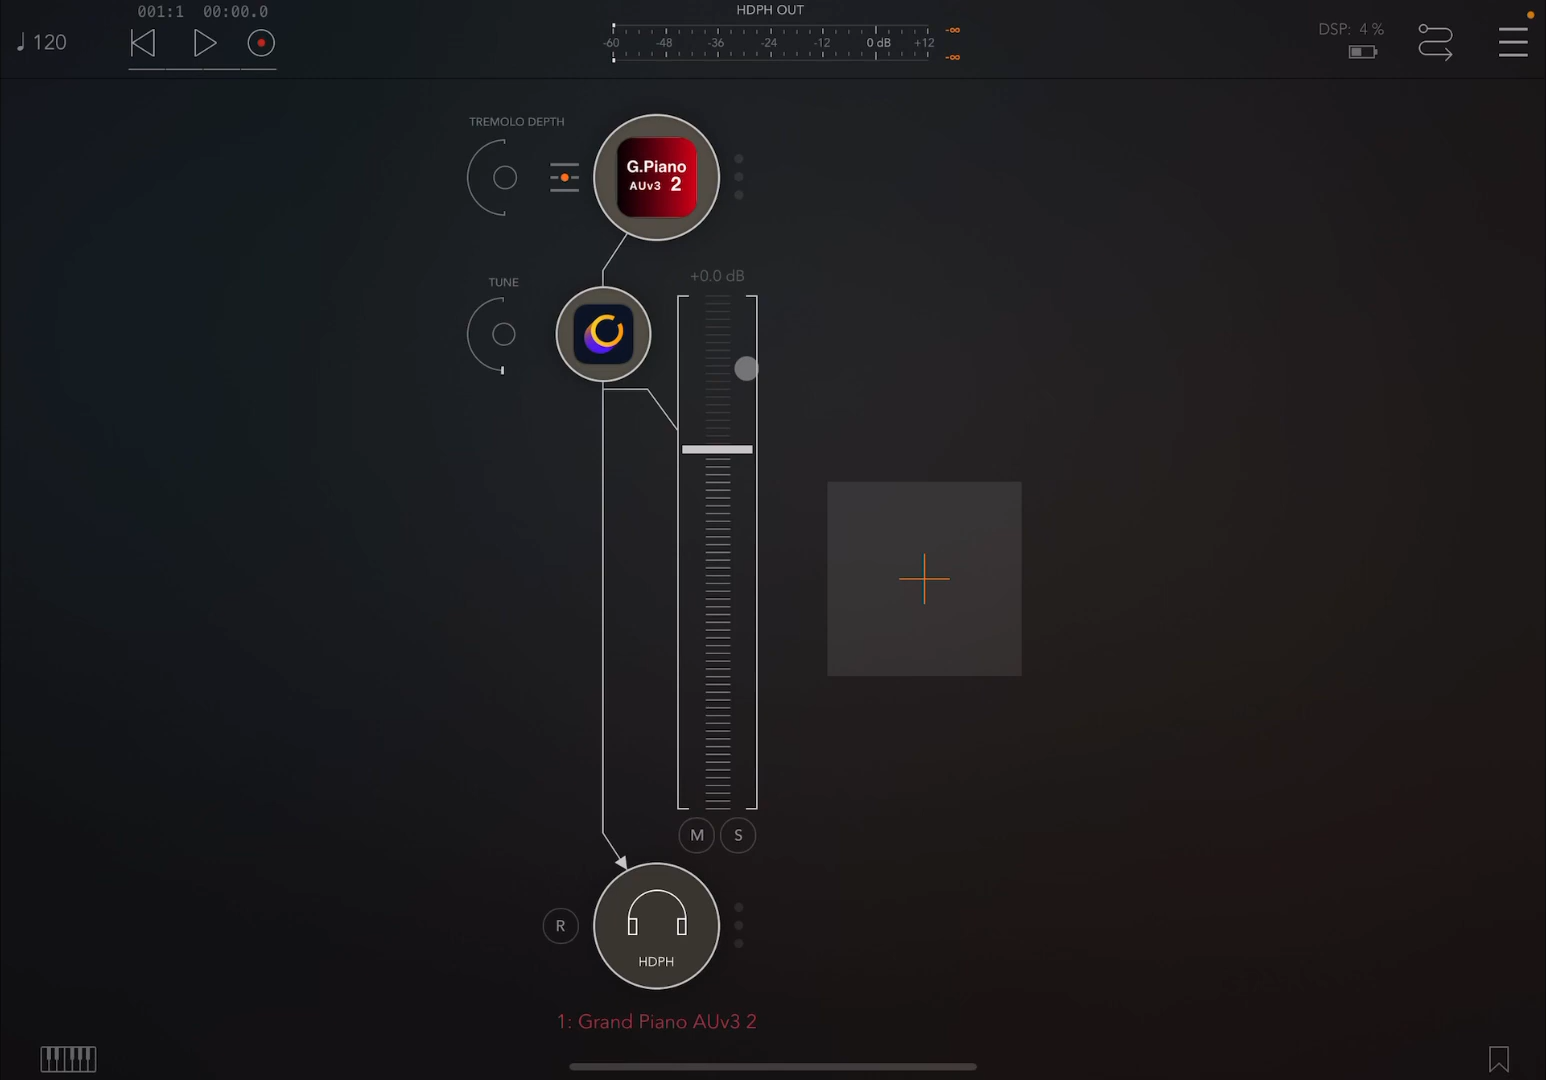 001:1 00:00.0
♩ 120
HDPH OUT
-60 -48 -36 -24 -12 0 dB +12
-∞
-∞
DSP: 4 %
TREMOLO DEPTH
G.Piano
AUv3 2
TUNE
+0.0 dB
M S
R
HDPH
1: Grand Piano AUv3 2